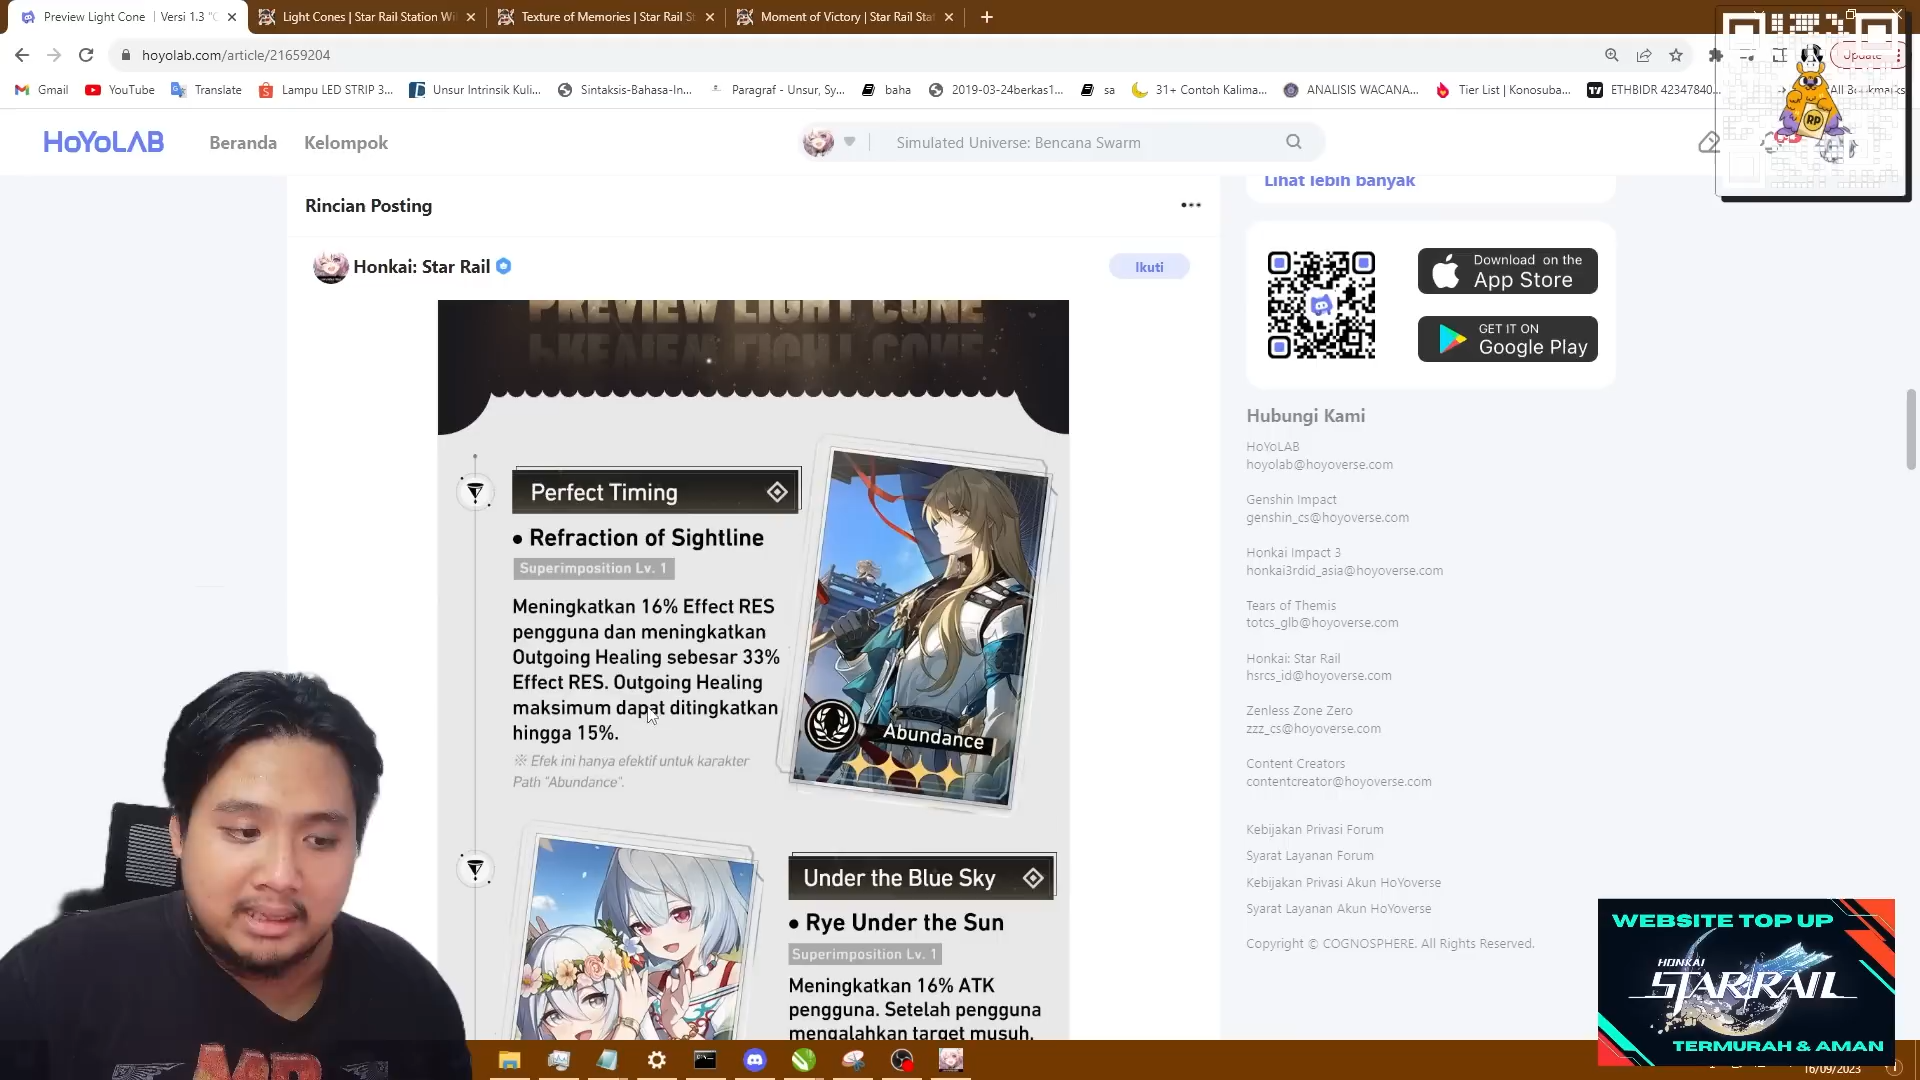 Preview Light Cone | Versi 1.3 "C
Light Cones | Star Rail Station Wi
Texture of Memories | Star Rail S
Moment of Victory | Star Rail Sta
hoyolab.com/article/21659204
Update
Gmail
YouTube
Translate
Lampu LED STRIP 3...
Unsur Intrinsik Kuli...
Sintaksis-Bahasa-In...
Paragraf - Unsur, Sy...
baha
2019-03-24berkas1...
sa
31+ Contoh Kalima...
ANALISIS WACANA...
Tier List | Konosuba...
ETHBIDR 42347840...
All Bookmarks
RP
HoYoLAB
Beranda
Kelompok
Simulated Universe: Bencana Swarm
Lihat lebih banyak
Rincian Posting
Honkai: Star Rail
Ikuti
PREVIEW LIGHT CONE
Perfect Timing
• Refraction of Sightline
Superimposition Lv. 1
Meningkatkan 16% Effect RES
pengguna dan meningkatkan
Outgoing Healing sebesar 33%
Effect RES. Outgoing Healing
maksimum dapat ditingkatkan
hingga 15%.
※ Efek ini hanya efektif untuk karakter
Path "Abundance".
Abundance
Under the Blue Sky
• Rye Under the Sun
Superimposition Lv. 1
Meningkatkan 16% ATK
pengguna. Setelah pengguna
mengalahkan target musuh,
Download on the
App Store
GET IT ON
Google Play
Hubungi Kami
HoYoLAB
hoyolab@hoyoverse.com
Genshin Impact
genshin_cs@hoyoverse.com
Honkai Impact 3
honkai3rdid_asia@hoyoverse.com
Tears of Themis
totcs_glb@hoyoverse.com
Honkai: Star Rail
hsrcs_id@hoyoverse.com
Zenless Zone Zero
zzz_cs@hoyoverse.com
Content Creators
contentcreator@hoyoverse.com
Kebijakan Privasi Forum
Syarat Layanan Forum
Kebijakan Privasi Akun HoYoverse
Syarat Layanan Akun HoYoverse
Copyright © COGNOSPHERE. All Rights Reserved.
WEBSITE TOP UP
HONKAI
STAR RAIL
TERMURAH & AMAN
16/09/2023